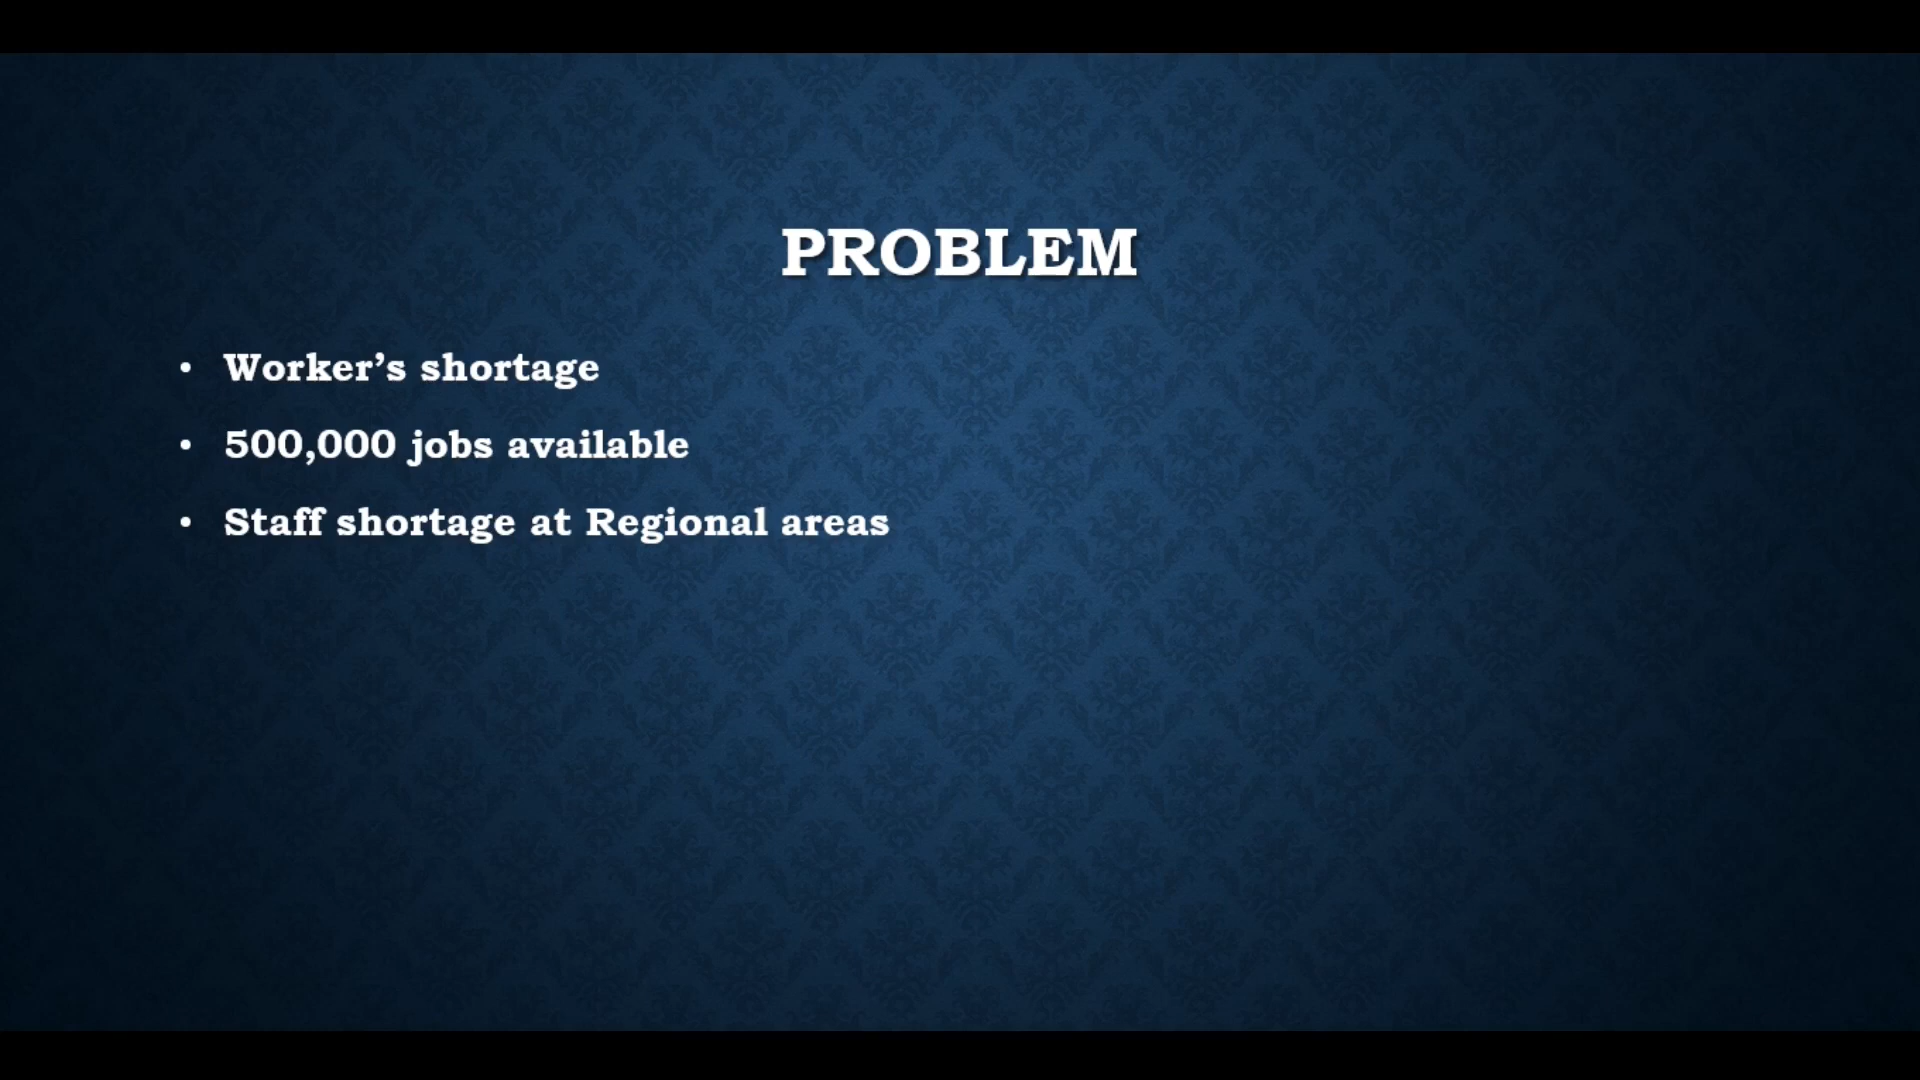 PROBLEM
• Worker’s shortage
• 500,000 jobs available
• Staff shortage at Regional areas